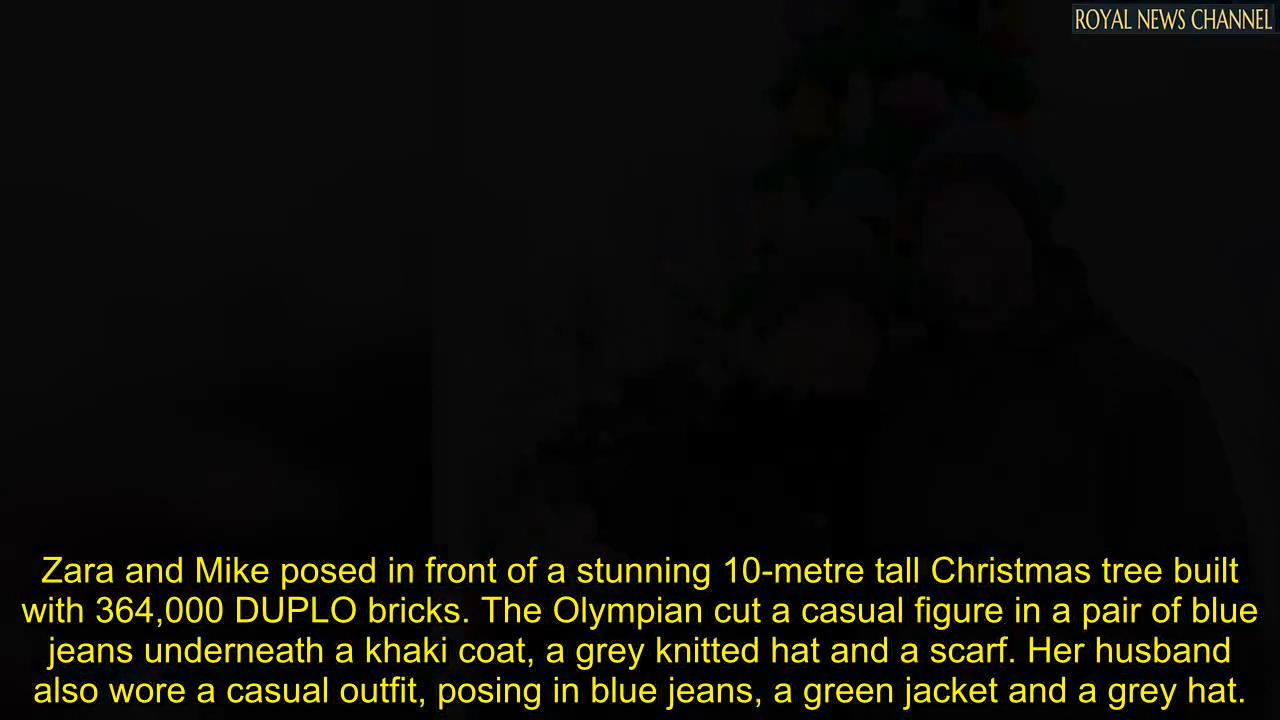 ROYAL NEWS CHANNEL
Zara and Mike posed in front of a stunning 10-metre tall Christmas tree built
with 364,000 DUPLO bricks. The Olympian cut a casual figure in a pair of blue
jeans underneath a khaki coat, a grey knitted hat and a scarf. Her husband
also wore a casual outfit, posing in blue jeans, a green jacket and a grey hat.